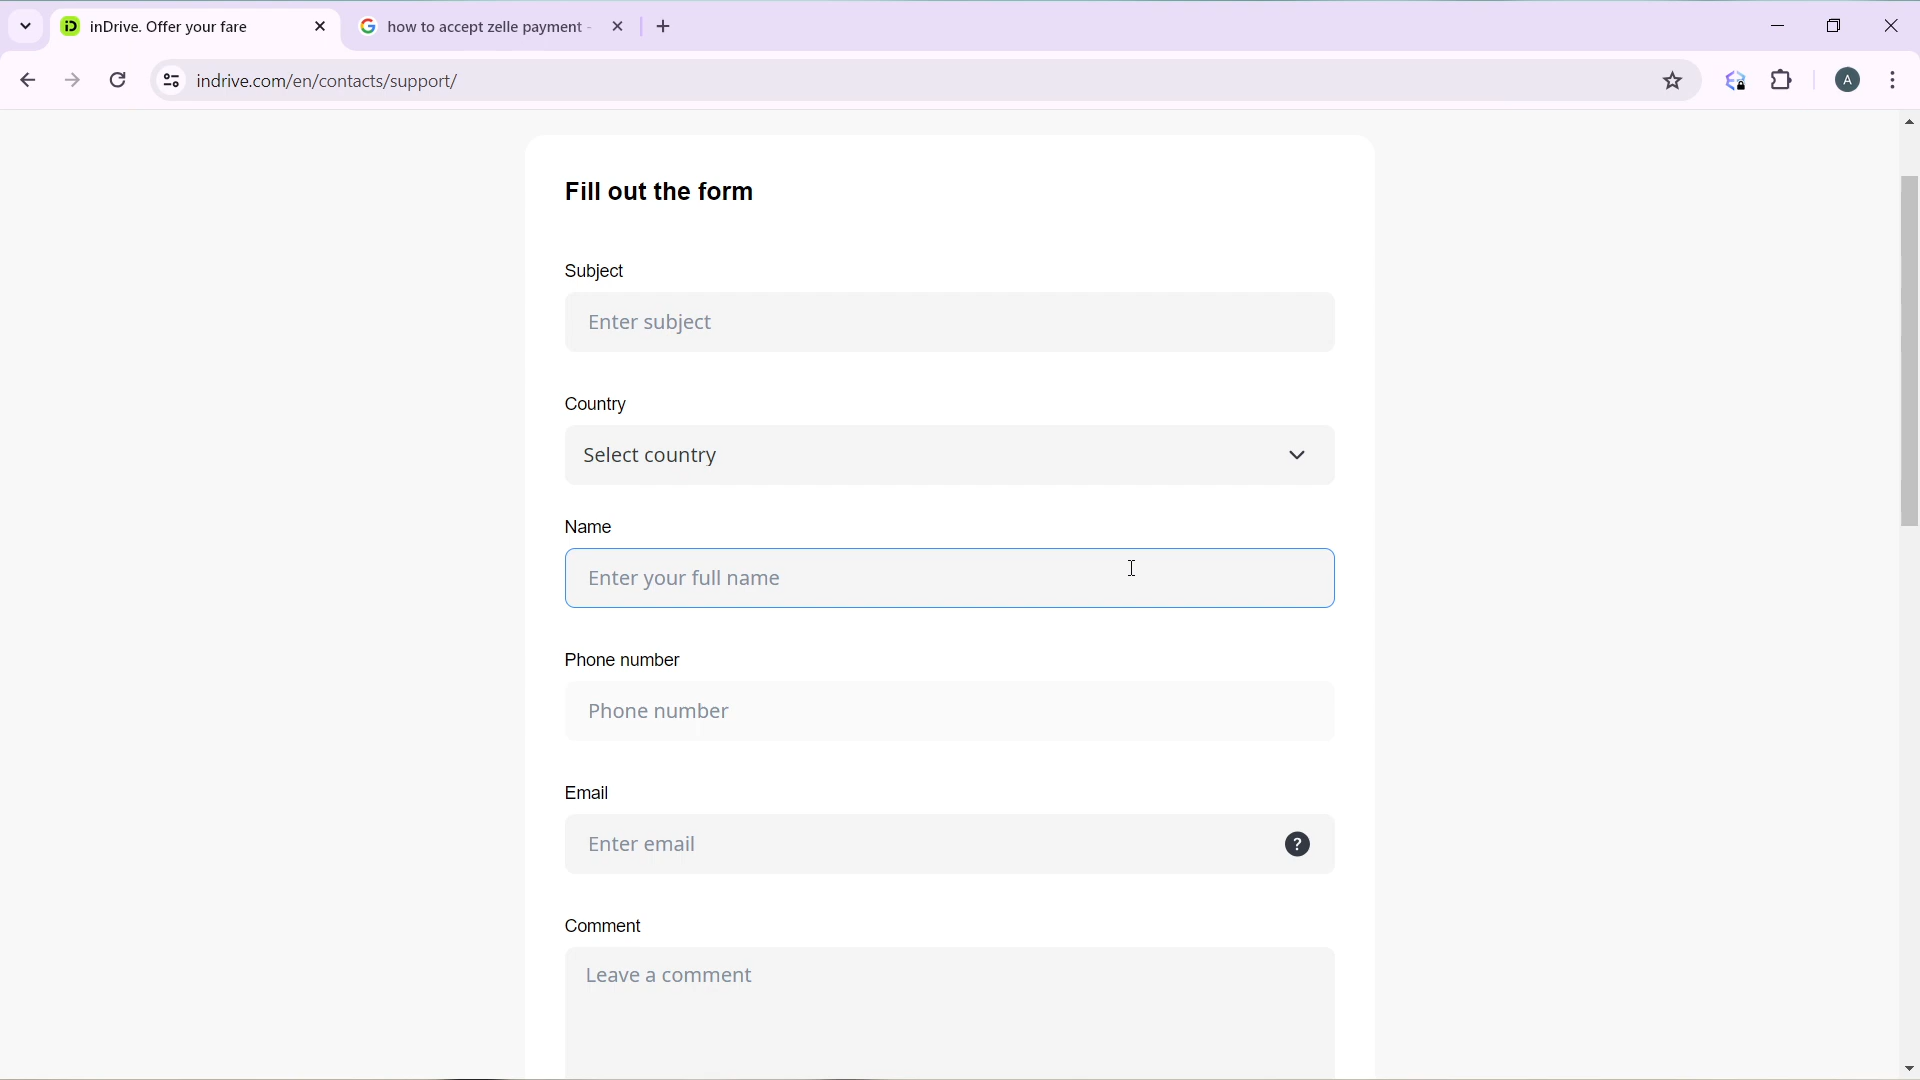 inDrive. Offer your fare
how to accept zelle payment -
indrive.com/en/contacts/support/
A
Fill out the form
Subject
Enter subject
Country
Select country
Name
Enter your full name
Phone number
Phone number
Email
Enter email
?
Comment
Leave a comment